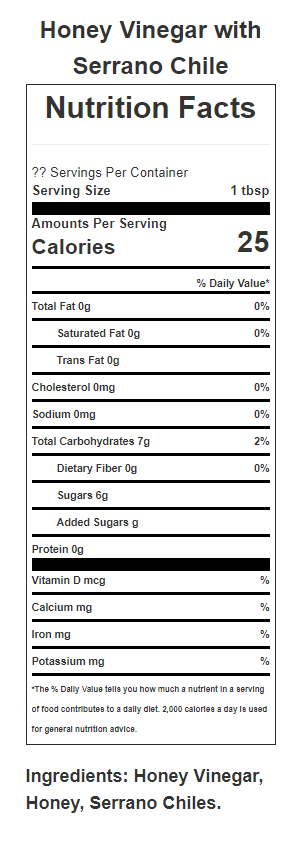 Honey Vinegar with
Serrano Chile
Nutrition Facts
?? Servings Per Container
Serving Size 1 tbsp
Amounts Per Serving
Calories 25
% Daily Value*
Total Fat 0g 0%
Saturated Fat 0g 0%
Trans Fat 0g
Cholesterol 0mg 0%
Sodium 0mg 0%
Total Carbohydrates 7g 2%
Dietary Fiber 0g 0%
Sugars 6g
Added Sugars g
Protein 0g
Vitamin D mcg %
Calcium mg %
Iron mg %
Potassium mg %
*The % Daily Value tells you how much a nutrient in a serving
of food contributes to a daily diet. 2,000 calories a day is used
for general nutrition advice.
Ingredients: Honey Vinegar,
Honey, Serrano Chiles.